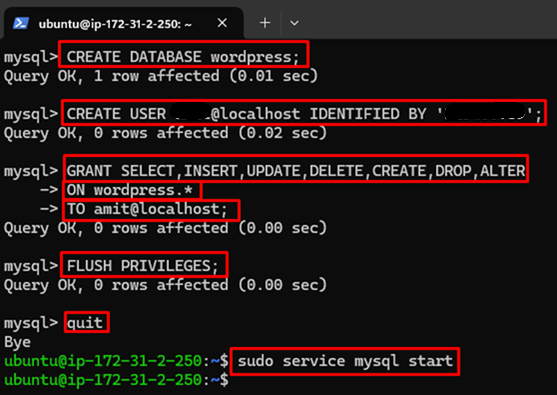 ubuntu@ip-172-31-2-250: ~
mysql> CREATE DATABASE wordpress;
Query OK, 1 row affected (0.01 sec)
mysql> CREATE USER @localhost IDENTIFIED BY '';
Query OK, 0 rows affected (0.02 sec)
mysql> GRANT SELECT,INSERT,UPDATE,DELETE,CREATE,DROP,ALTER
-> ON wordpress.*
-> TO amit@localhost;
Query OK, 0 rows affected (0.00 sec)
mysql> FLUSH PRIVILEGES;
Query OK, 0 rows affected (0.00 sec)
mysql> quit
Bye
ubuntu@ip-172-31-2-250:~$ sudo service mysql start
ubuntu@ip-172-31-2-250:~$